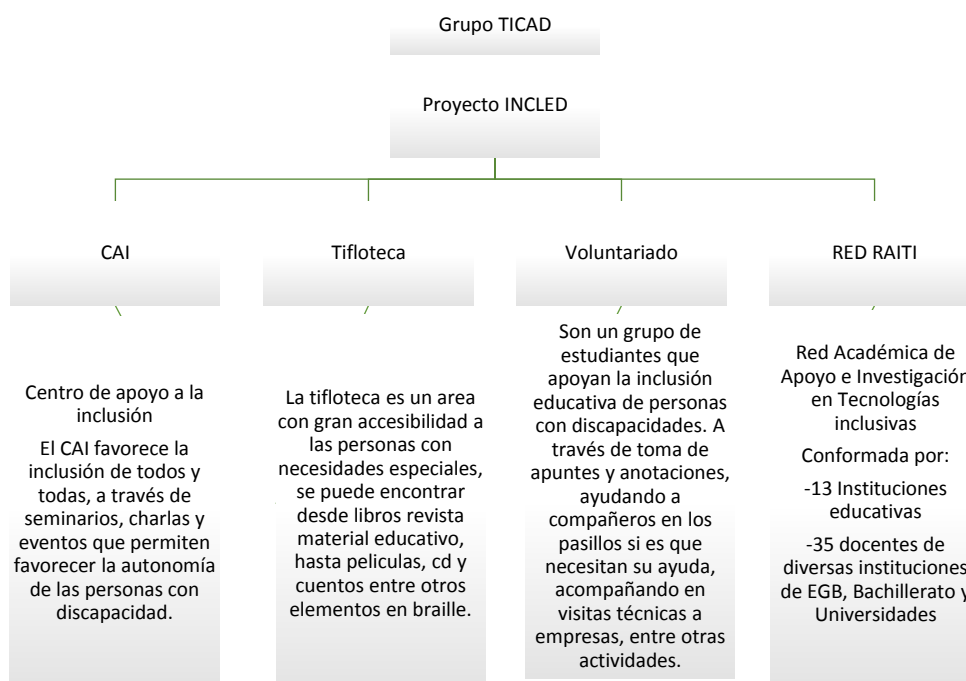 Grupo TICAD
Proyecto INCLED
CAI
Tifloteca
Voluntariado
RED RAITI
Centro de apoyo a la
inclusión
El CAI favorece la
inclusión de todos y
todas, a través de
seminarios, charlas y
eventos que permiten
favorecer la autonomía
de las personas con
discapacidad.
La tifloteca es un area
con gran accesibilidad a
las personas con
necesidades especiales,
se puede encontrar
desde libros revista
material educativo,
hasta peliculas, cd y
cuentos entre otros
elementos en braille.
Son un grupo de
estudiantes que
apoyan la inclusión
educativa de personas
con discapacidades. A
través de toma de
apuntes y anotaciones,
ayudando a
compañeros en los
pasillos si es que
necesitan su ayuda,
acompañando en
visitas técnicas a
empresas, entre otras
actividades.
Red Académica de
Apoyo e Investigación
en Tecnologías
inclusivas
Conformada por:
-13 Instituciones
educativas
-35 docentes de
diversas instituciones
de EGB, Bachillerato y
Universidades